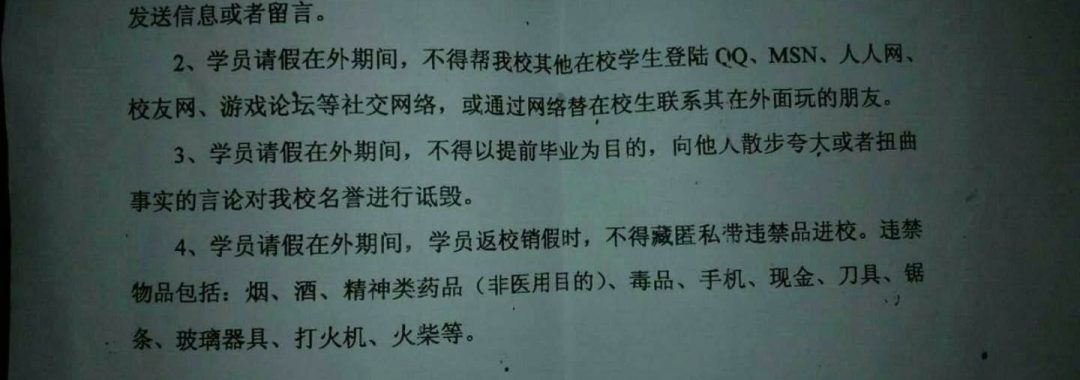 发送信息或者留言。
2、学员请假在外期间，不得帮我校其他在校学生登陆 QQ、MSN、人人网、
校友网、游戏论坛等社交网络，或通过网络替在校生联系其在外面玩的朋友。
3、学员请假在外期间，不得以提前毕业为目的，向他人散步夸大或者扭曲
事实的言论对我校名誉进行诋毁。
4、学员请假在外期间，学员返校销假时，不得藏匿私带违禁品进校。违禁
物品包括：烟、酒、精神类药品（非医用目的）、毒品、手机、现金、刀具、锯
条、玻璃器具、打火机、火柴等。